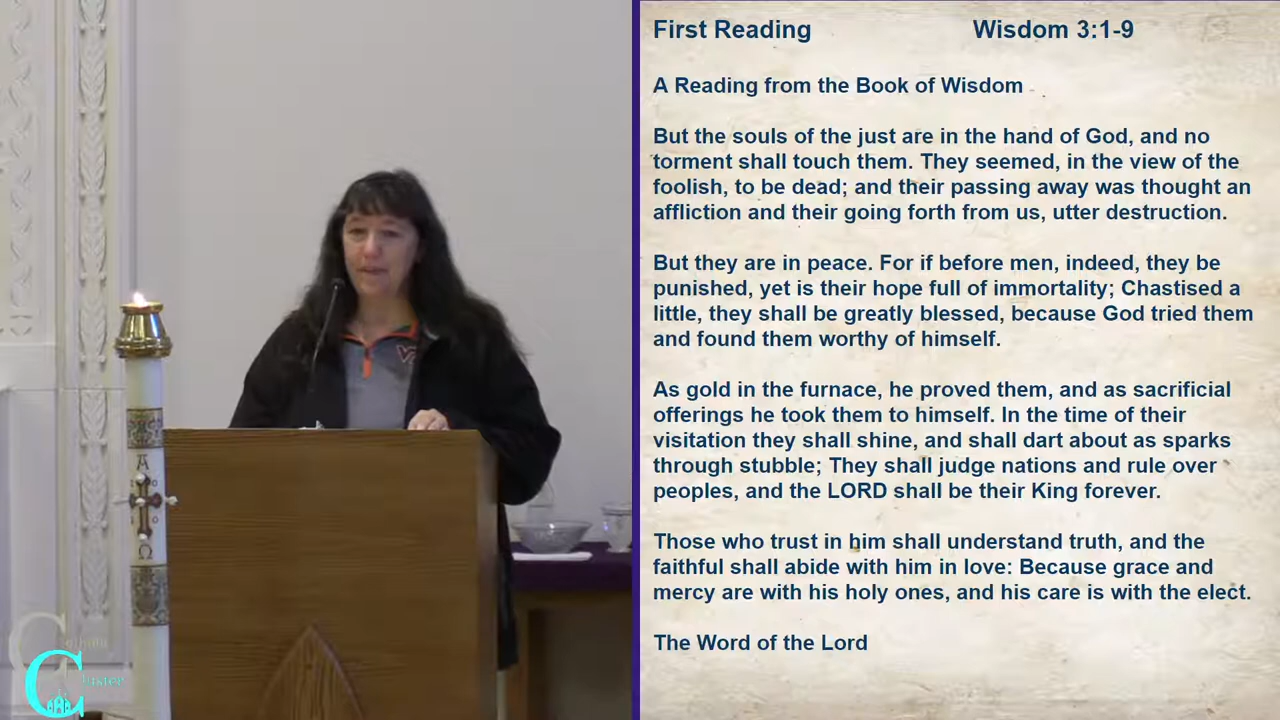 First Reading Wisdom 3:1-9
A Reading from the Book of Wisdom
But the souls of the just are in the hand of God, and no
torment shall touch them. They seemed, in the view of the
foolish, to be dead; and their passing away was thought an
affliction and their going forth from us, utter destruction.
But they are in peace. For if before men, indeed, they be
punished, yet is their hope full of immortality; Chastised a
little, they shall be greatly blessed, because God tried them
and found them worthy of himself.
As gold in the furnace, he proved them, and as sacrificial
offerings he took them to himself. In the time of their
visitation they shall shine, and shall dart about as sparks
through stubble; They shall judge nations and rule over
peoples, and the LORD shall be their King forever.
Those who trust in him shall understand truth, and the
faithful shall abide with him in love: Because grace and
mercy are with his holy ones, and his care is with the elect.
The Word of the Lord
VT
Α
Ω
Catholic
Cluster